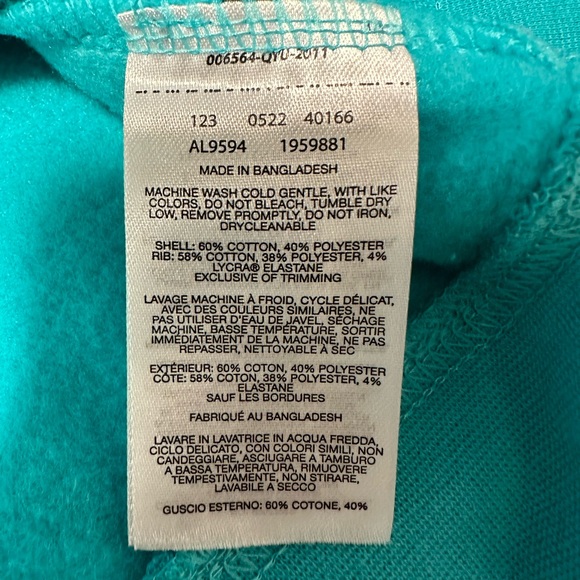 006564-QYU-2011
123 0522 40166
AL9594 1959881
MADE IN BANGLADESH
MACHINE WASH COLD GENTLE, WITH LIKE
COLORS, DO NOT BLEACH, TUMBLE DRY
LOW, REMOVE PROMPTLY, DO NOT IRON,
DRYCLEANABLE
SHELL: 60% COTTON, 40% POLYESTER
RIB: 58% COTTON, 38% POLYESTER, 4%
LYCRA® ELASTANE
EXCLUSIVE OF TRIMMING
LAVAGE MACHINE À FROID, CYCLE DÉLICAT,
AVEC DES COULEURS SIMILAIRES, NE
PAS UTILISER D'EAU DE JAVEL, SÉCHAGE
MACHINE, BASSE TEMPÉRATURE, SORTIR
IMMÉDIATEMENT DE LA MACHINE, NE PAS
REPASSER, NETTOYABLE À SEC
EXTÉRIEUR: 60% COTON, 40% POLYESTER
CÔTE: 58% COTON, 38% POLYESTER, 4%
ELASTANE
SAUF LES BORDURES
FABRIQUÉ AU BANGLADESH
LAVARE IN LAVATRICE IN ACQUA FREDDA,
CICLO DELICATO, CON COLORI SIMILI, NON
CANDEGGIARE, ASCIUGARE A TAMBURO
A BASSA TEMPERATURA, RIMUOVERE
TEMPESTIVAMENTE, NON STIRARE,
LAVABILE A SECCO
GUSCIO ESTERNO: 60% COTONE, 40%